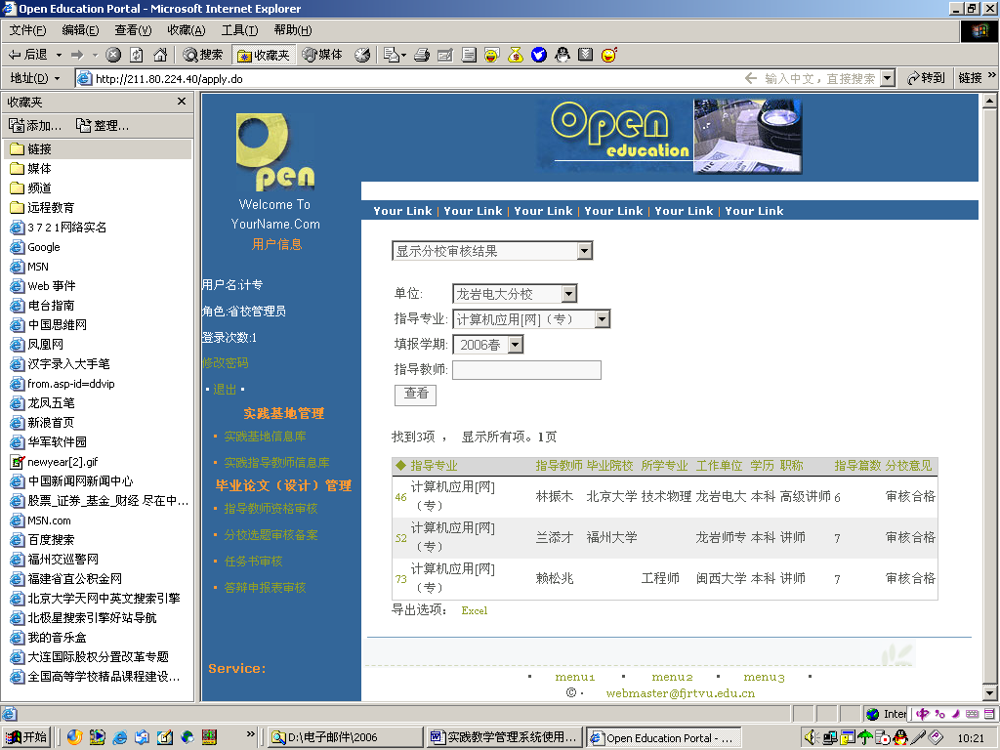 Open Education Portal - Microsoft Internet Explorer
文件(F) 编辑(E) 查看(V) 收藏(A) 工具(T) 帮助(H)
后退 搜索 收藏夹 媒体
地址(D) http://211.80.224.40/apply.do 输入中文，直接搜索 转到 链接 »
收藏夹
添加... 整理...
链接
媒体
频道
远程教育
3721网络实名
Google
MSN
Web 事件
电台指南
中国思维网
凤凰网
汉字录入大手笔
from.asp-id=ddvip
龙凤五笔
新浪首页
华军软件园
newyear[2].gif
中国新闻网新闻中心
股票_证券_基金_财经 尽在中...
MSN.com
百度搜索
福州交巡警网
福建省直公积金网
北京大学天网中英文搜索引擎
北极星搜索引擎好站导航
我的音乐盒
大连国际股权分置改革专题
全国高等学校精品课程建设...
Open
Welcome To
YourName.Com
用户信息
用户名:计专
角色:省校管理员
登录次数:1
修改密码
· 退出 ·
实践基地管理
· 实践基地信息库
· 实践指导教师信息库
毕业论文（设计）管理
· 指导教师资格审核
· 分校选题审核备案
· 任务书审核
· 答辩申报表审核
Service:
Open
education
Your Link | Your Link | Your Link | Your Link | Your Link | Your Link
显示分校审核结果
单位: 龙岩电大分校
指导专业: 计算机应用[网]（专）
填报学期: 2006春
指导教师:
查看
找到3项 ， 显示所有项。1页
◆ 指导专业 指导教师 毕业院校 所学专业 工作单位 学历 职称 指导篇数 分校意见
46 计算机应用[网]（专） 林振木 北京大学 技术物理 龙岩电大 本科 高级讲师 6 审核合格
52 计算机应用[网]（专） 兰添才 福州大学 龙岩师专 本科 讲师 7 审核合格
73 计算机应用[网]（专） 赖松兆 工程师 闽西大学 本科 讲师 7 审核合格
导出选项： Excel
· menu1 · menu2 · menu3 ·
© · webmaster@fjrtvu.edu.cn
Inter 中
开始 » D:\电子邮件\2006 实践教学管理系统使用... Open Education Portal - ... 10:21